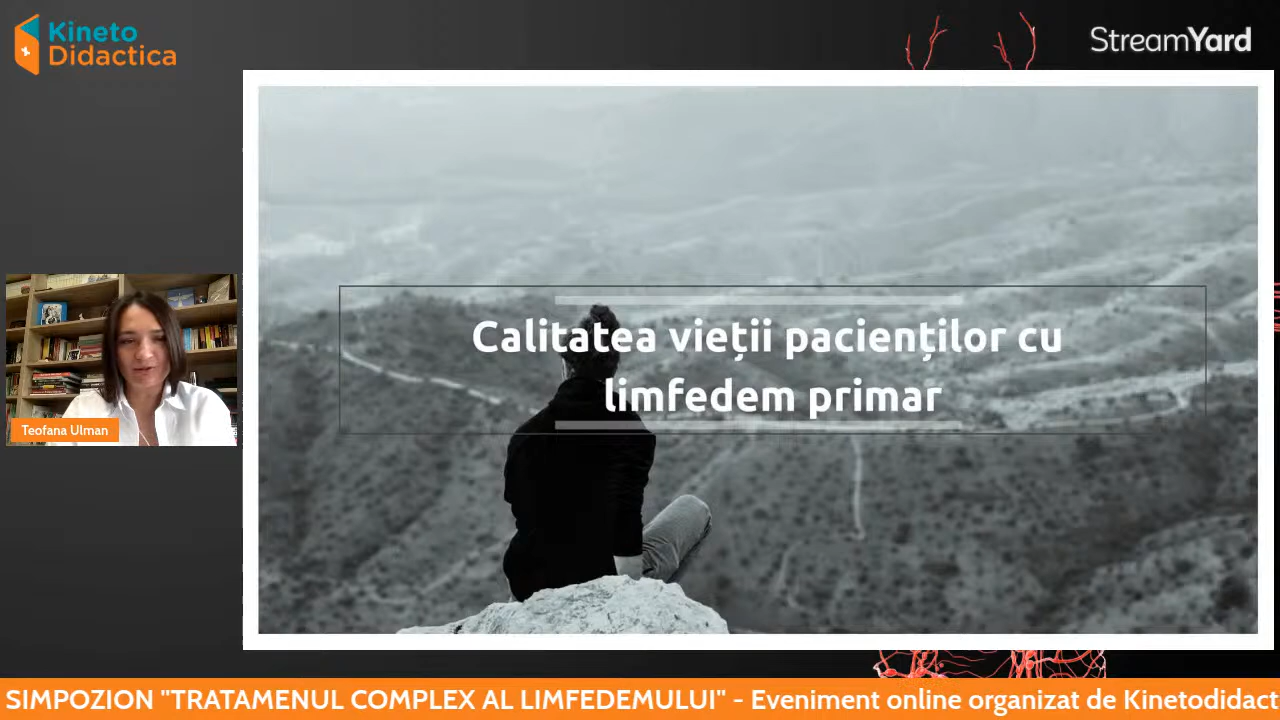 Kineto
Didactica
StreamYard
Calitatea vieții pacienților cu
limfedem primar
Teofana Ulman
SIMPOZION "TRATAMENUL COMPLEX AL LIMFEDEMULUI" - Eveniment online organizat de Kinetodidact